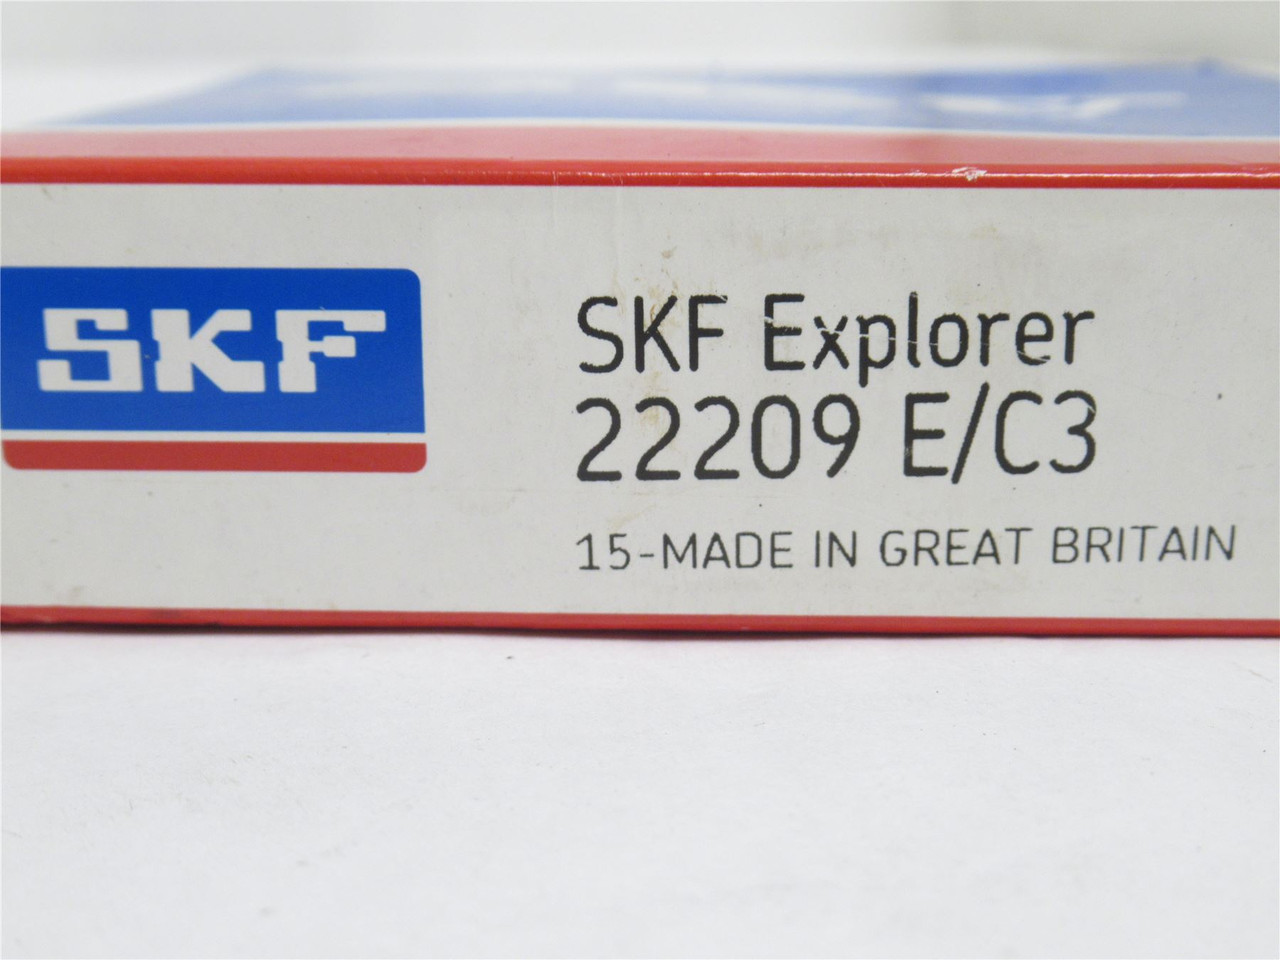 SKF
SKF Explorer
22209 E/C3
15-MADE IN GREAT BRITAIN